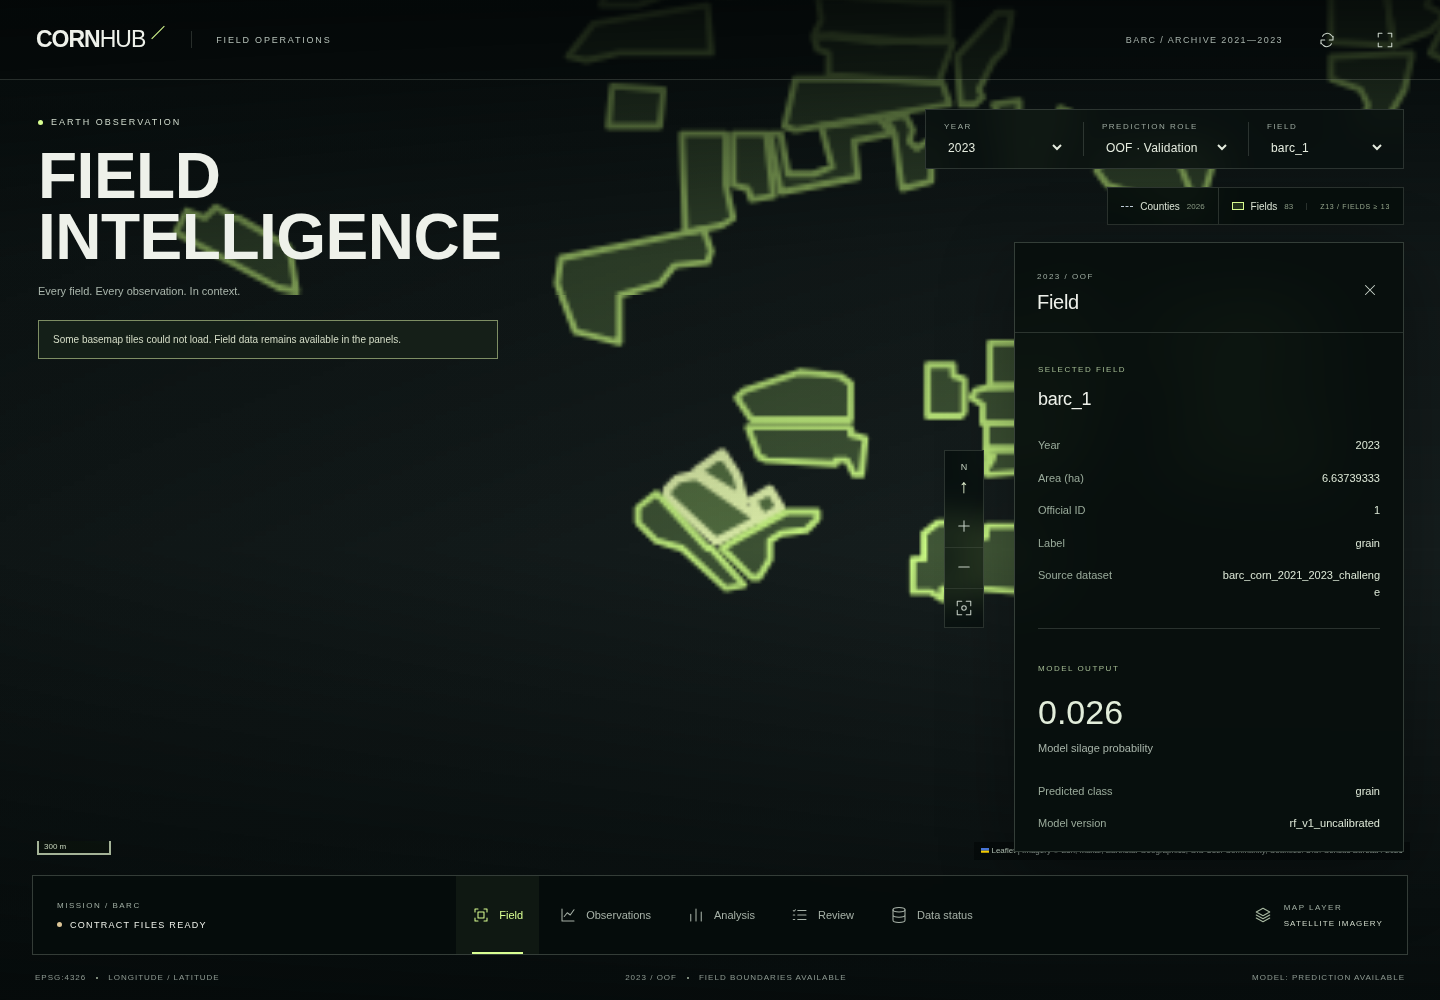 CORNHUB
FIELD OPERATIONS
BARC / ARCHIVE 2021—2023
EARTH OBSERVATION
FIELD
INTELLIGENCE
Every field. Every observation. In context.
Some basemap tiles could not load. Field data remains available in the panels.
YEAR
2023
PREDICTION ROLE
OOF · Validation
FIELD
barc_1
Counties 2026
Fields 83
Z13 / FIELDS ≥ 13
2023 / OOF
Field
SELECTED FIELD
barc_1
Year 2023
Area (ha) 6.63739333
Official ID 1
Label grain
Source dataset barc_corn_2021_2023_challeng
e
MODEL OUTPUT
0.026
Model silage probability
Predicted class grain
Model version rf_v1_uncalibrated
N
300 m
Leaflet
MISSION / BARC
CONTRACT FILES READY
Field
Observations
Analysis
Review
Data status
MAP LAYER
SATELLITE IMAGERY
EPSG:4326 • LONGITUDE / LATITUDE
2023 / OOF • FIELD BOUNDARIES AVAILABLE
MODEL: PREDICTION AVAILABLE